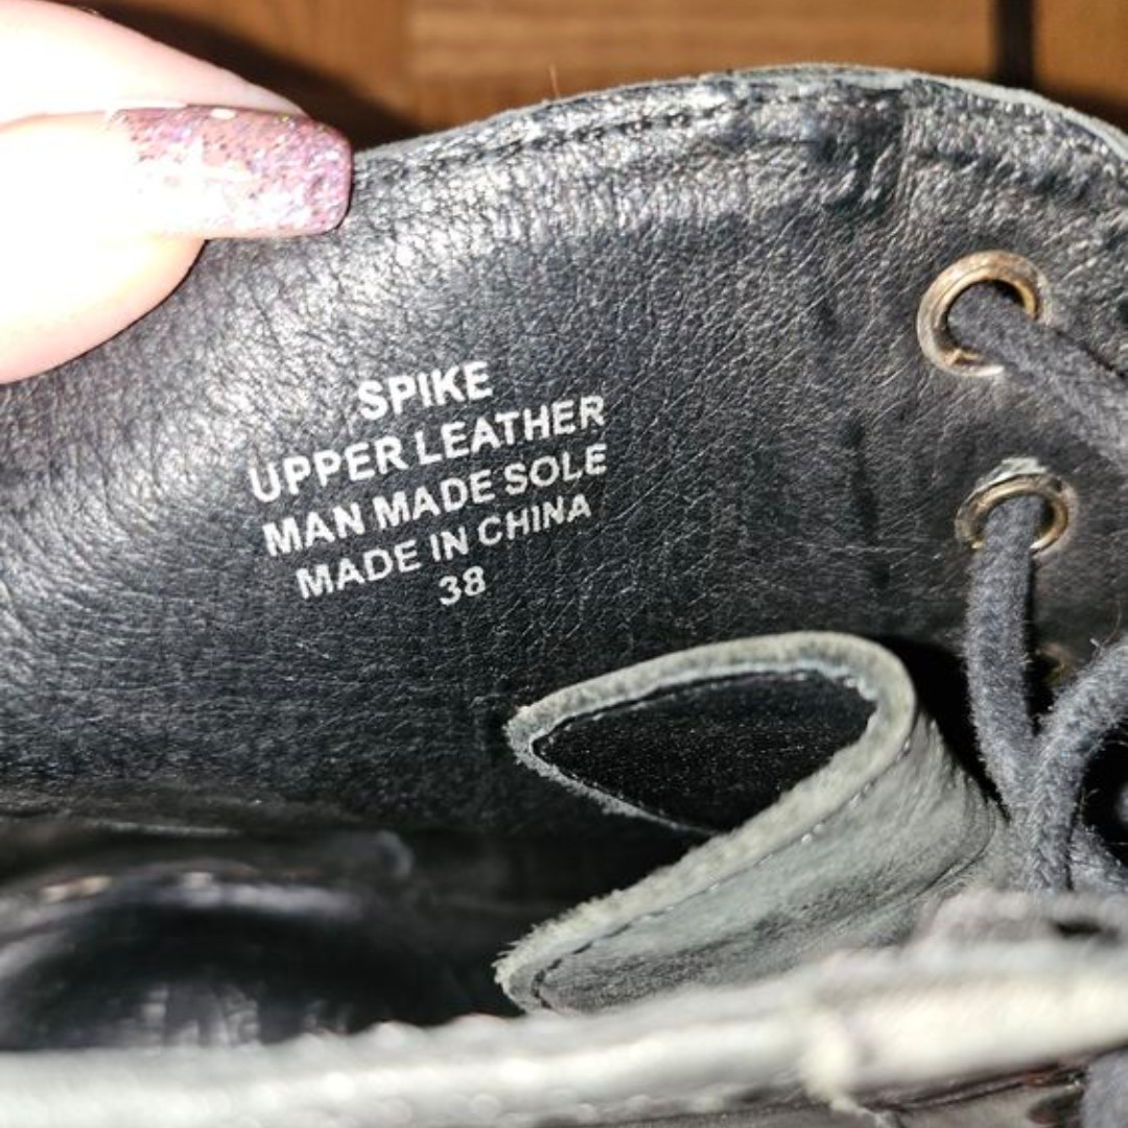 SPIKE
UPPER LEATHER
MAN MADE SOLE
MADE IN CHINA
38